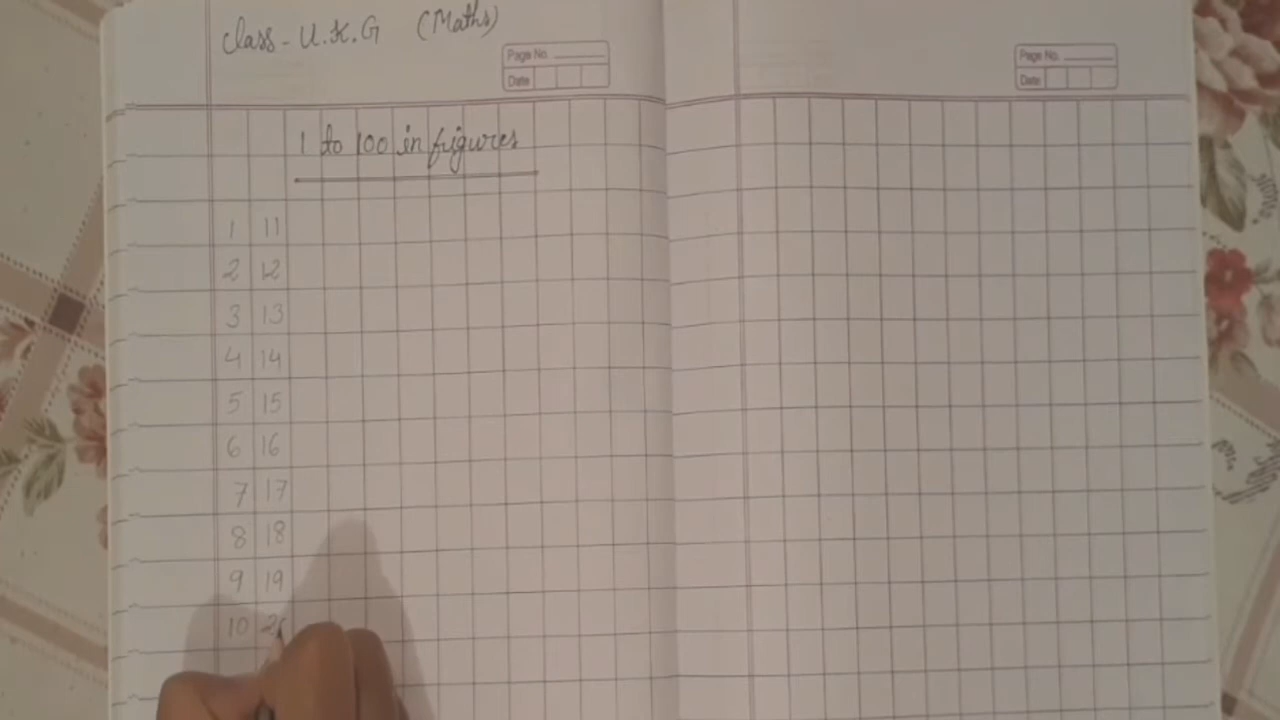 Class - U.K.G (Maths)
Page No.
Date
Page No.
Date
1 to 100 in figures
1 11
2 12
3 13
4 14
5 15
6 16
7 17
8 18
9 19
10 20